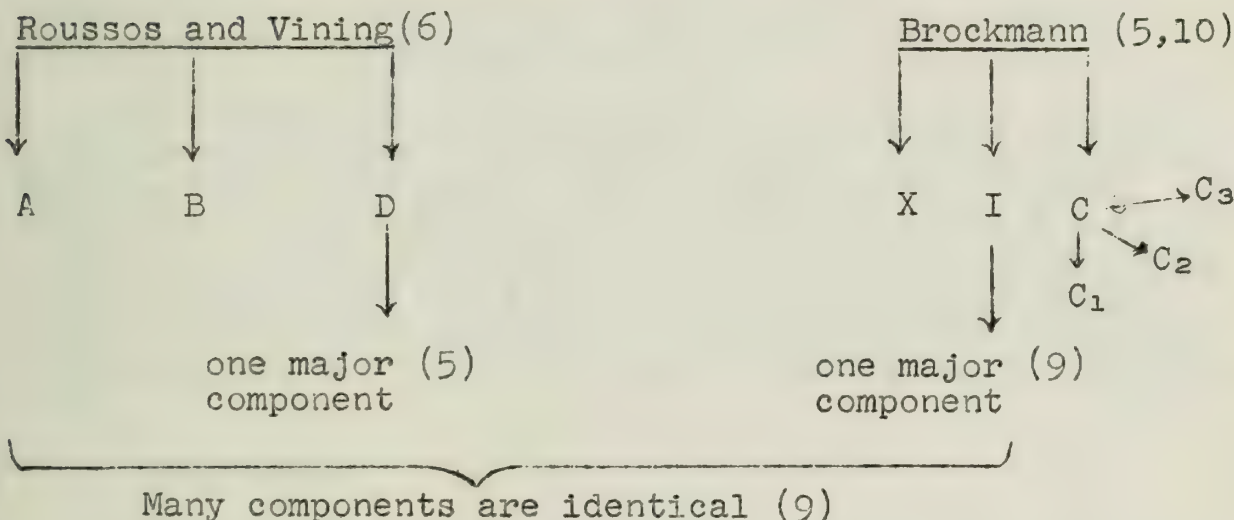 Roussos and Vining(6) Brockmann (5,10)
A B D X I C C₃
C₂
C₁
one major (5) one major (9)
component component
Many components are identical (9)